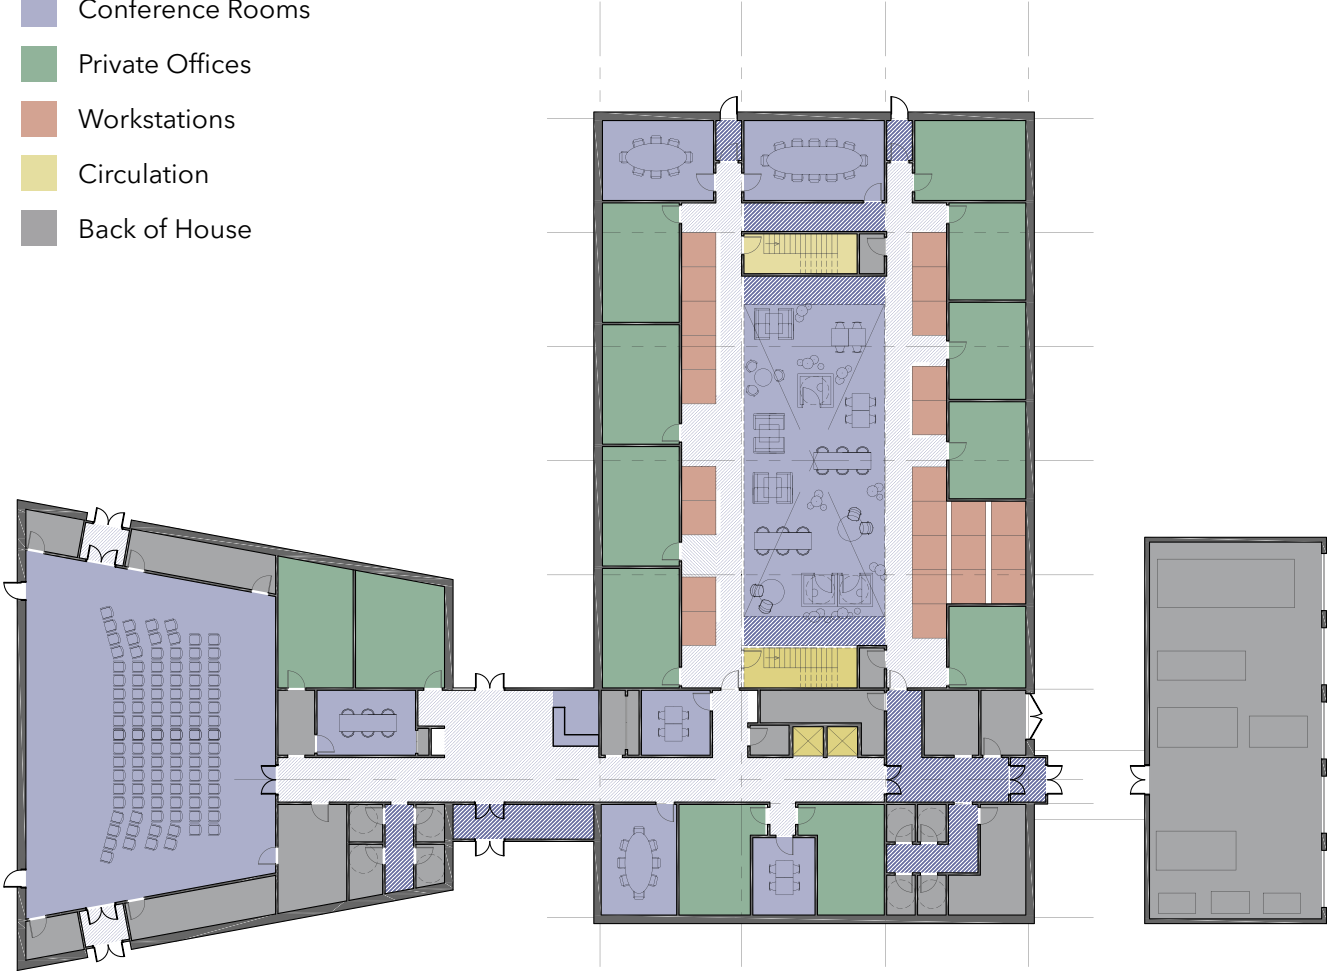 Conference Rooms
Private Offices
Workstations
Circulation
Back of House